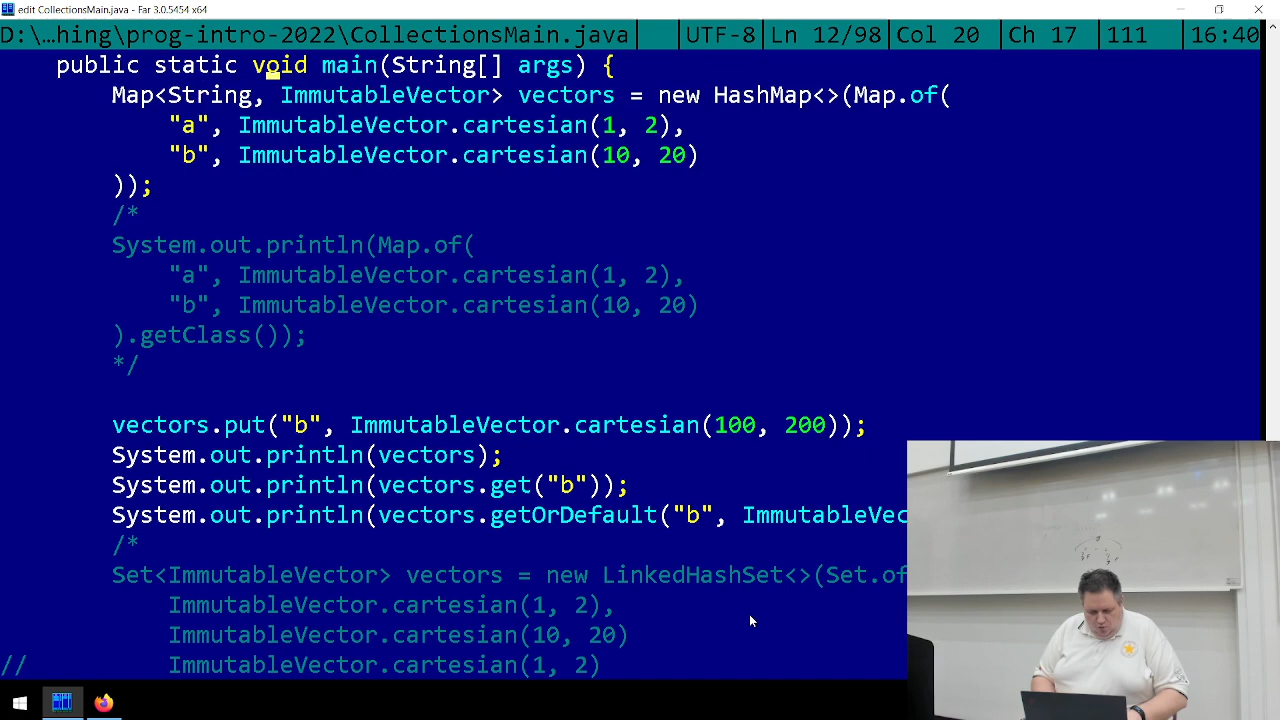 edit CollectionsMain.java - Far 3.0.5454 x64
D:\…hing\prog-intro-2022\CollectionsMain.java UTF-8 Ln 12/98 Col 20 Ch 17 111 16:40
public static void main(String[] args) {
Map<String, ImmutableVector> vectors = new HashMap<>(Map.of(
"a", ImmutableVector.cartesian(1, 2),
"b", ImmutableVector.cartesian(10, 20)
));
/*
System.out.println(Map.of(
"a", ImmutableVector.cartesian(1, 2),
"b", ImmutableVector.cartesian(10, 20)
).getClass());
*/
vectors.put("b", ImmutableVector.cartesian(100, 200));
System.out.println(vectors);
System.out.println(vectors.get("b"));
System.out.println(vectors.getOrDefault("b", ImmutableVec
/*
Set<ImmutableVector> vectors = new LinkedHashSet<>(Set.of
ImmutableVector.cartesian(1, 2),
ImmutableVector.cartesian(10, 20)
// ImmutableVector.cartesian(1, 2)